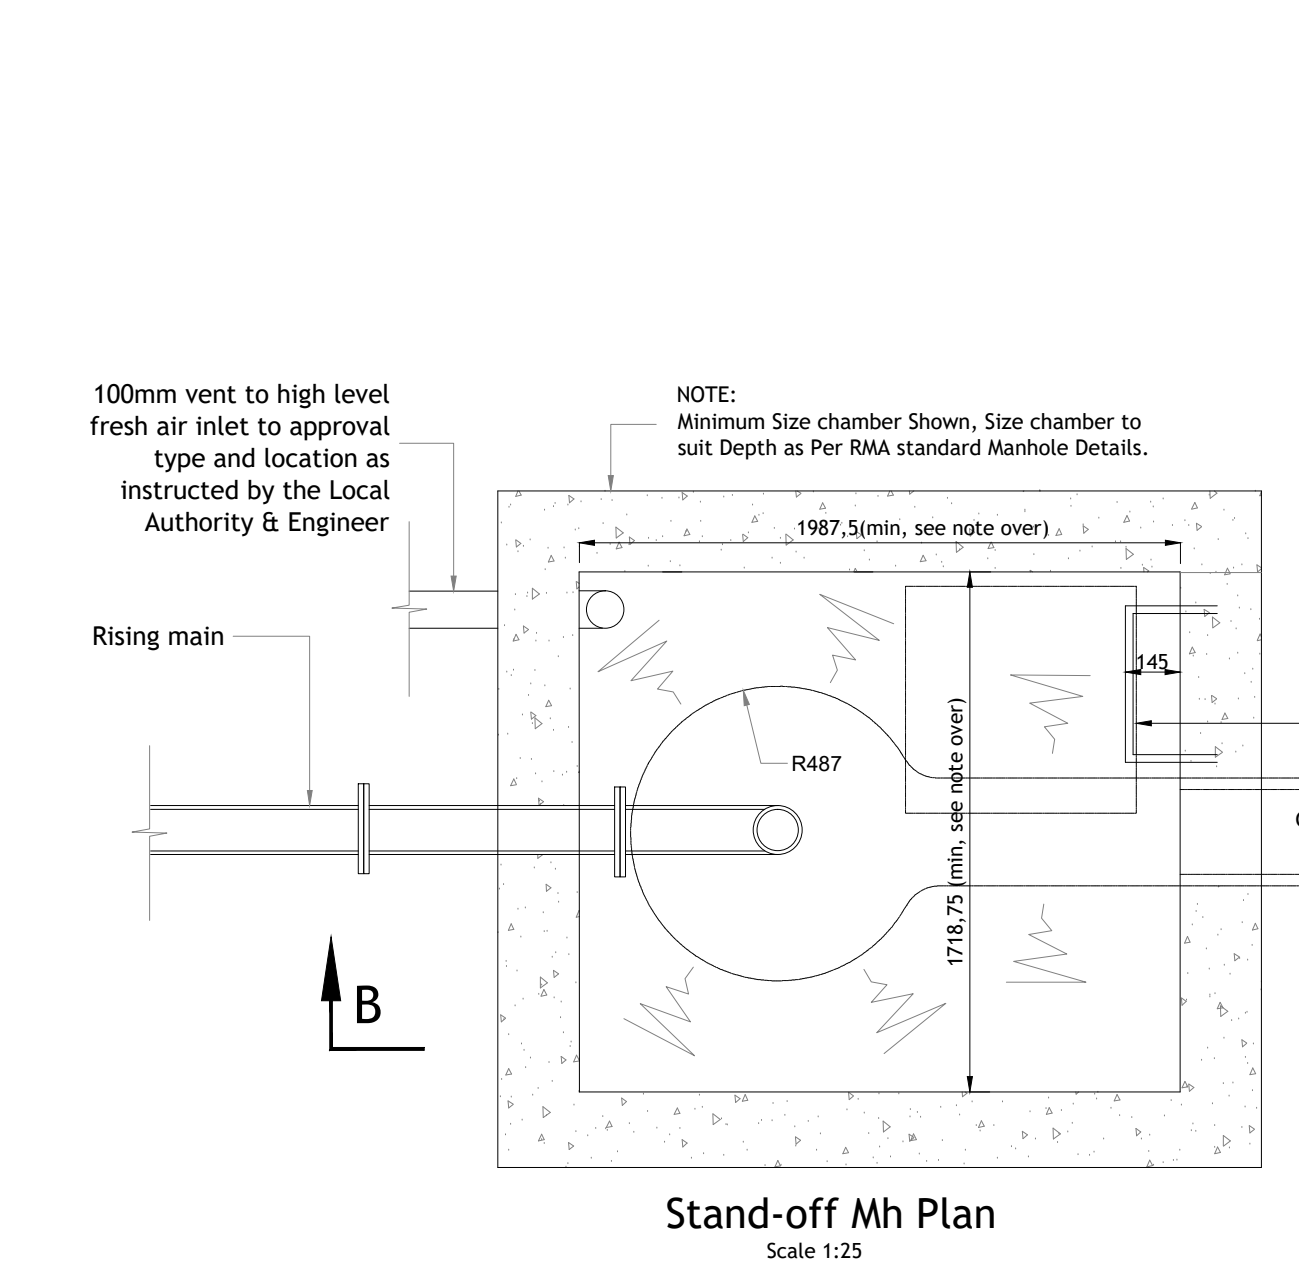 100mm vent to high level
fresh air inlet to approval
type and location as
instructed by the Local
Authority & Engineer
NOTE:
Minimum Size chamber Shown, Size chamber to
suit Depth as Per RMA standard Manhole Details.
1987,5(min, see note over)
Rising main
145
R487
1718,75 (min, see note over)
B
Stand-off Mh Plan
Scale 1:25